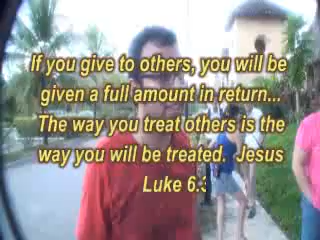 If you give to others, you will be
given a full amount in return...
The way you treat others is the
way you will be treated.  Jesus
Luke 6.3